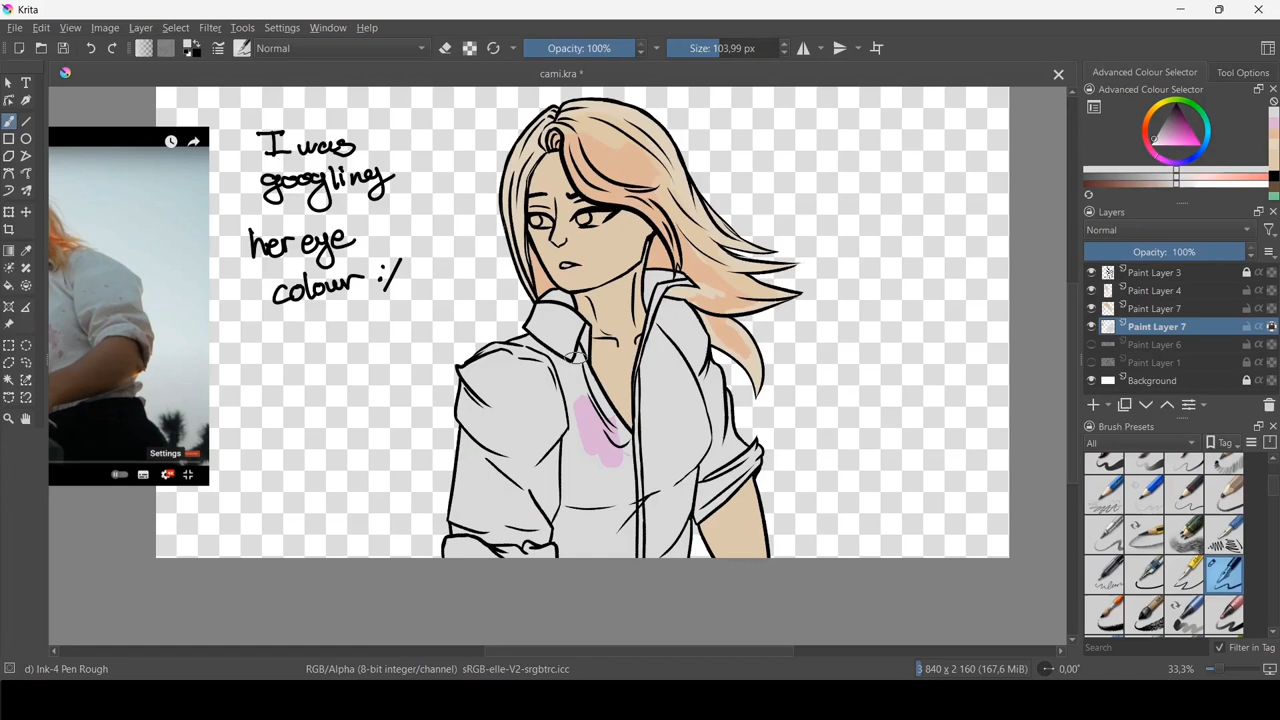 Krita
File Edit View Image Layer Select Filter Tools Settings Window Help
Normal Opacity: 100% Size: 103,99 px
cami.kra *
Advanced Colour Selector Tool Options
Advanced Colour Selector
I was
googling
her eye
colour :/
Settings
Layers
Normal
Opacity: 100%
Paint Layer 3
Paint Layer 4
Paint Layer 7
Paint Layer 7
Paint Layer 6
Paint Layer 1
Background
Brush Presets
All Tag
Search Filter in Tag
d) Ink-4 Pen Rough RGB/Alpha (8-bit integer/channel) sRGB-elle-V2-srgbtrc.icc 3 840 x 2 160 (167,6 MiB) 0,00° 33,3%